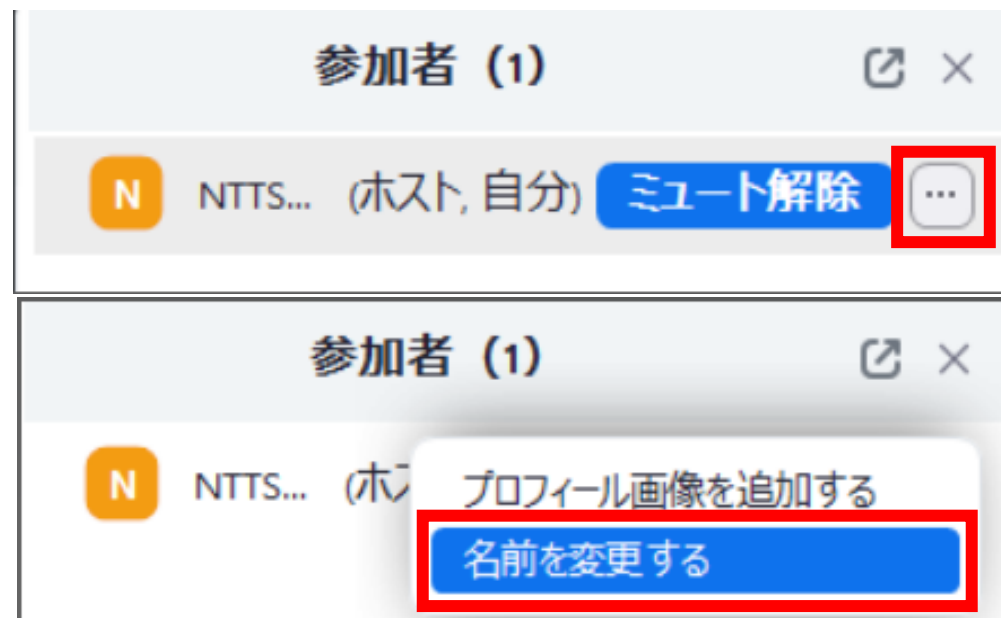 参加者 (1)
N NTTS... (ホスト, 自分) ミュート解除 ...
参加者 (1)
N NTTS... (ホス
プロフィール画像を追加する
名前を変更する